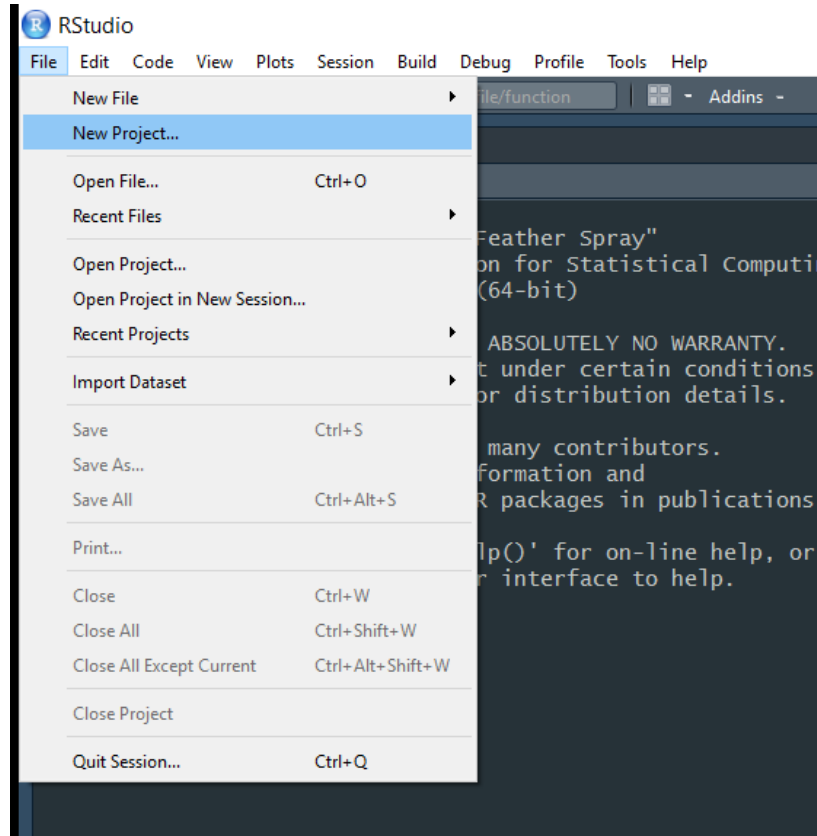 R RStudio
File Edit Code View Plots Session Build Debug Profile Tools Help
file/function Addins
New File
New Project...
Open File... Ctrl+O
Recent Files
Open Project...
Open Project in New Session...
Recent Projects
Import Dataset
Save Ctrl+S
Save As...
Save All Ctrl+Alt+S
Print...
Close Ctrl+W
Close All Ctrl+Shift+W
Close All Except Current Ctrl+Alt+Shift+W
Close Project
Quit Session... Ctrl+Q
Feather Spray"
on for Statistical Computi
(64-bit)
ABSOLUTELY NO WARRANTY.
t under certain conditions
or distribution details.
many contributors.
formation and
R packages in publications
lp()' for on-line help, or
r interface to help.